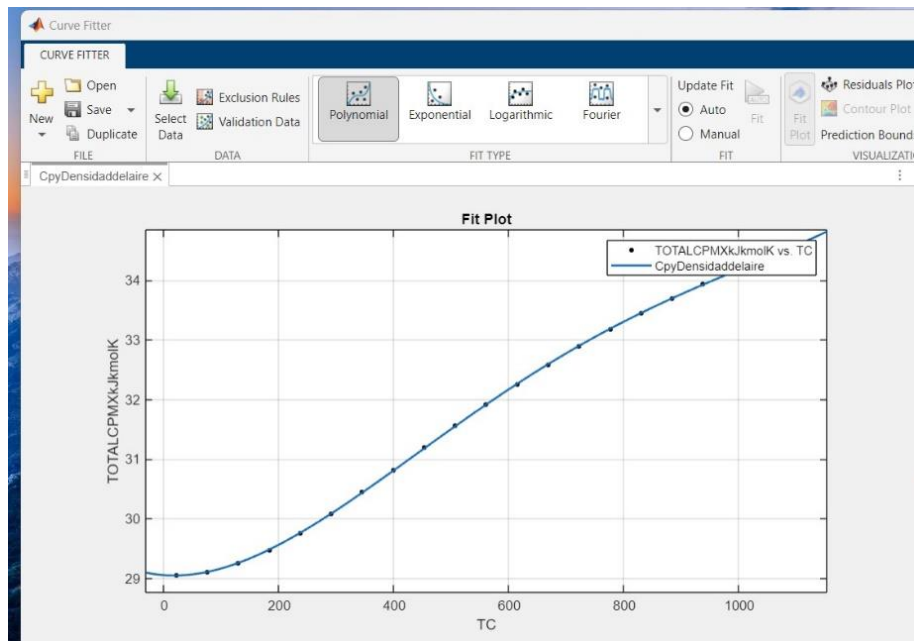 Curve Fitter
CURVE FITTER
New
Open
Save
Duplicate
FILE
Select
Data
Exclusion Rules
Validation Data
DATA
Polynomial
Exponential
Logarithmic
Fourier
FIT TYPE
Update Fit
Auto
Manual
Fit
FIT
Fit
Plot
Residuals Plot
Contour Plot
Prediction Bound
VISUALIZATI
CpyDensidaddelaire
Fit Plot
TOTALCPMXkJkmolK vs. TC
CpyDensidaddelaire
34
33
32
31
30
29
TOTALCPMXkJkmolK
0 200 400 600 800 1000
TC